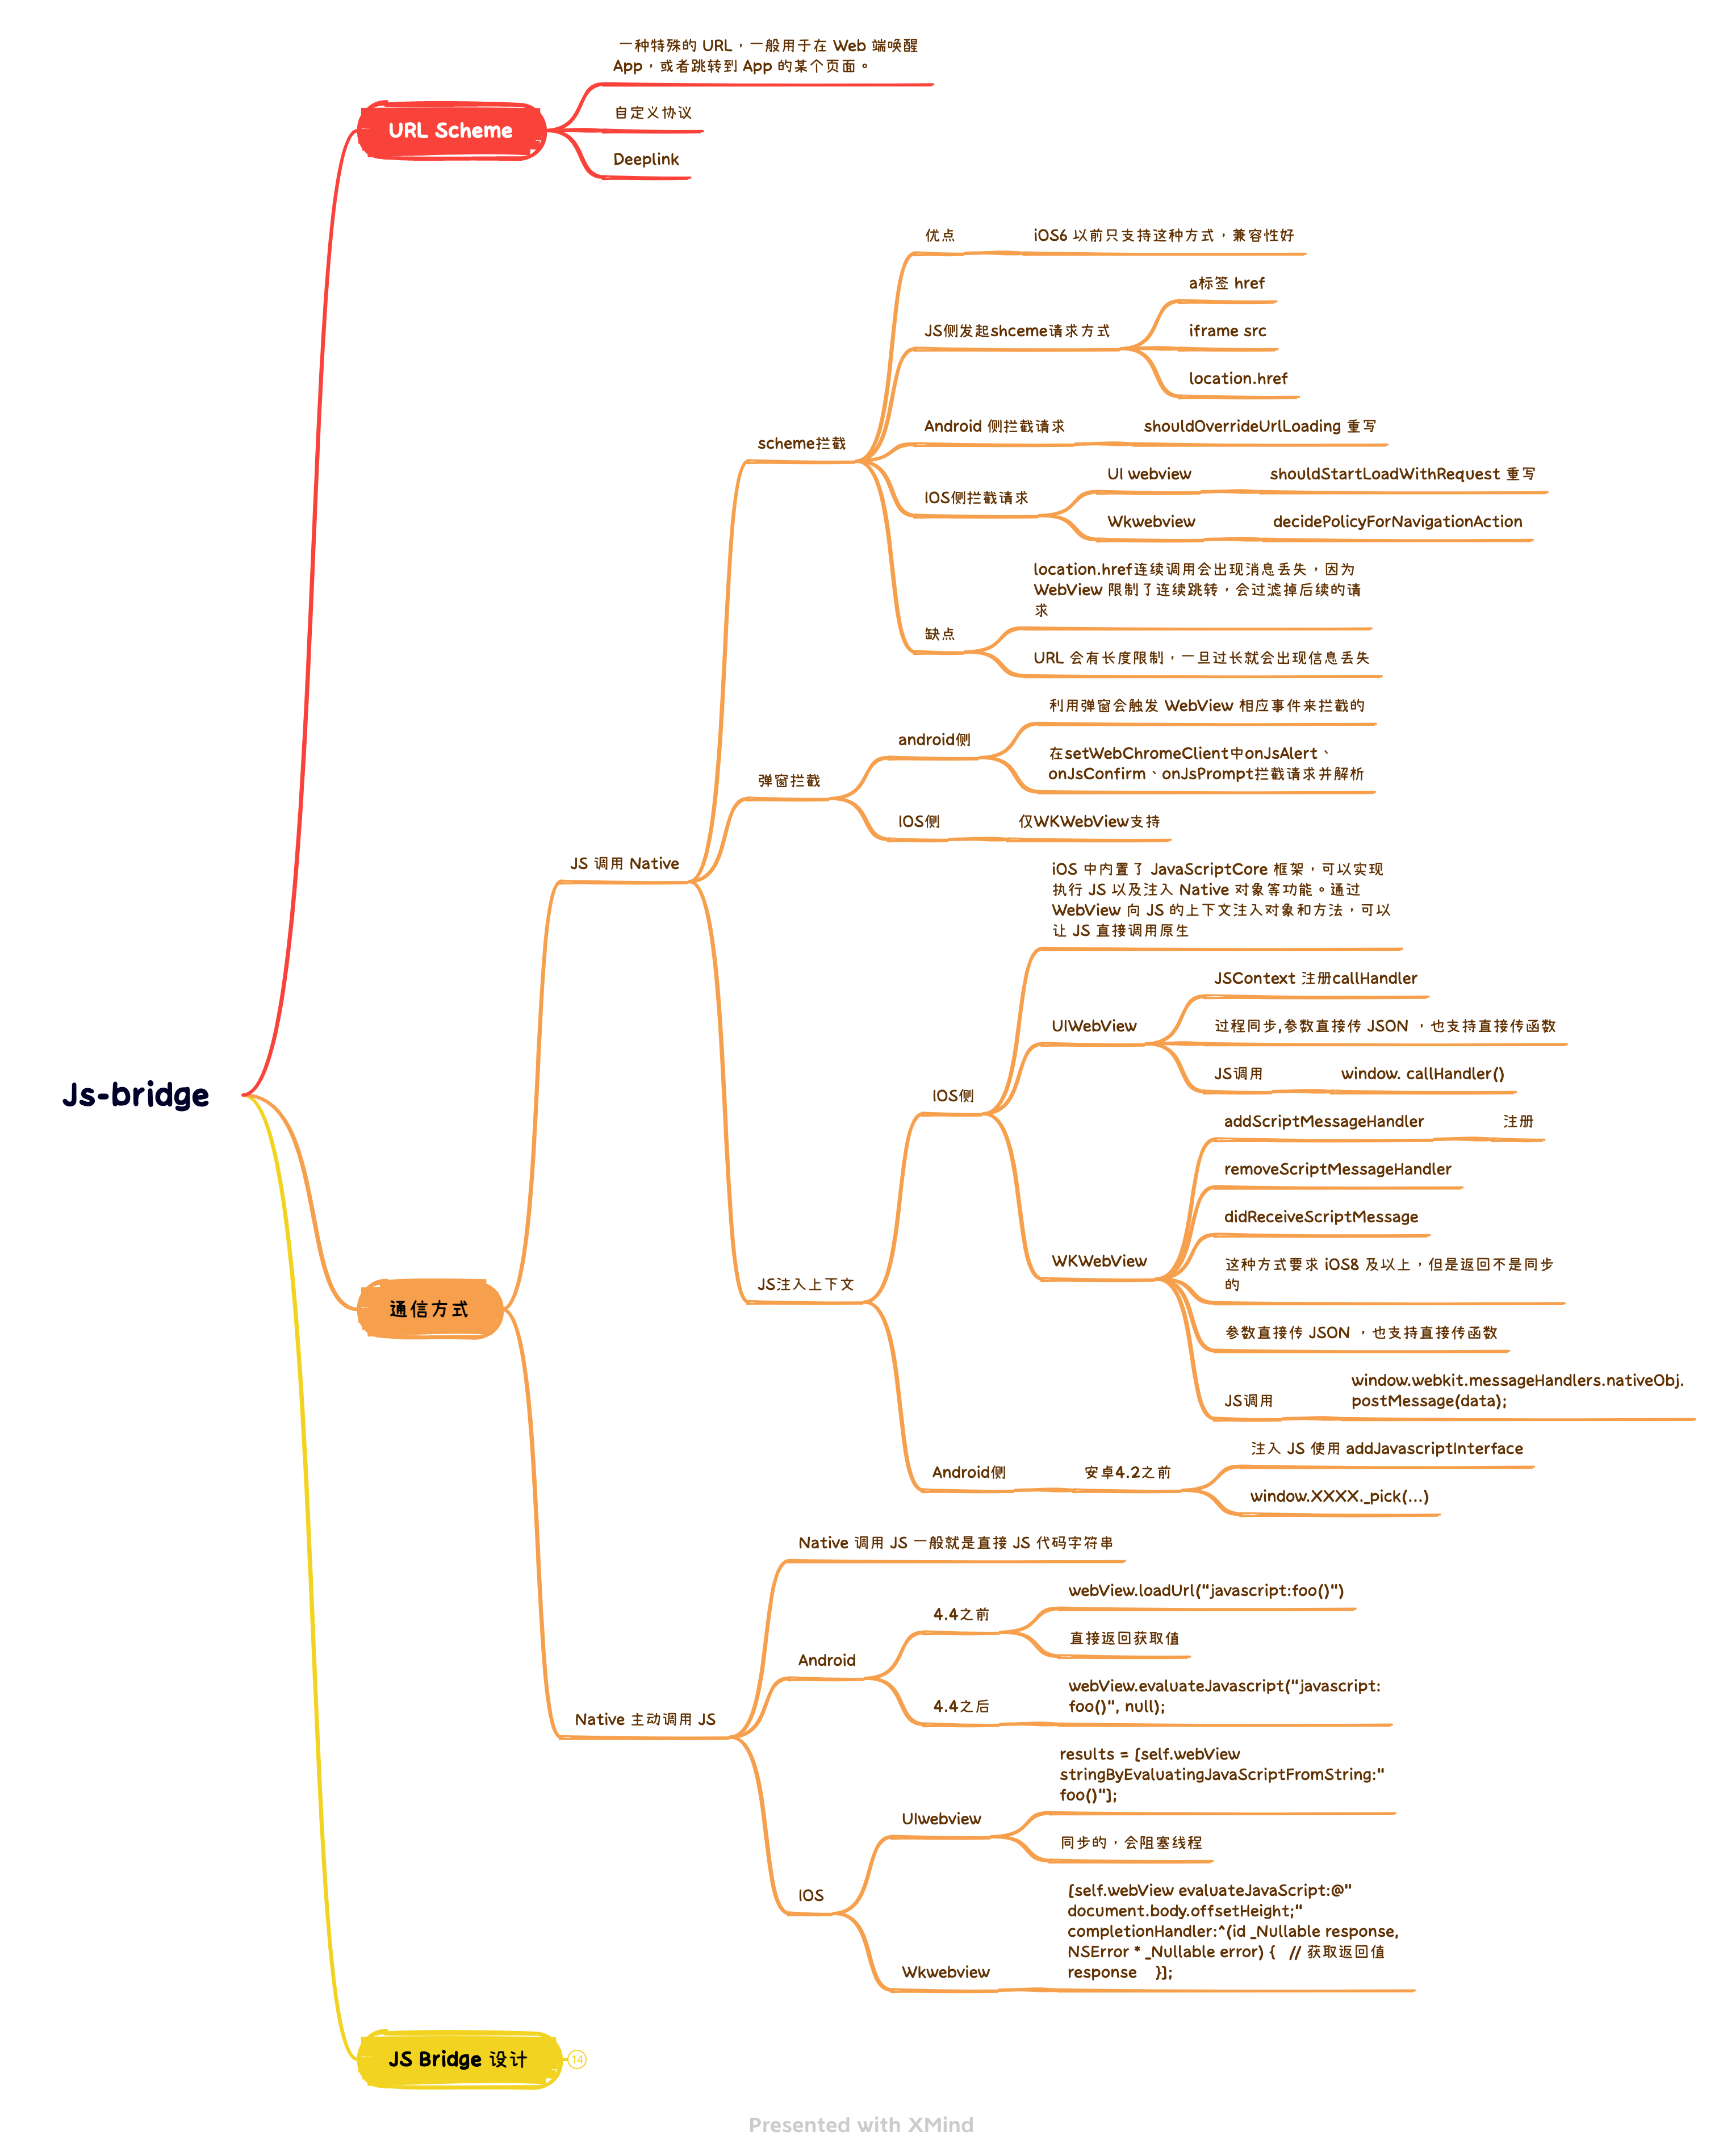 一种特殊的 URL，一般用于在 Web 端唤醒
App，或者跳转到 App 的某个页面。
URL Scheme
自定义协议
Deeplink
优点
iOS6 以前只支持这种方式，兼容性好
a标签 href
JS侧发起shceme请求方式
iframe src
location.href
scheme拦截
Android 侧拦截请求
shouldOverrideUrlLoading 重写
IOS侧拦截请求
UI webview
shouldStartLoadWithRequest 重写
Wkwebview
decidePolicyForNavigationAction
location.href连续调用会出现消息丢失，因为
WebView 限制了连续跳转，会过滤掉后续的请
求
缺点
URL 会有长度限制，一旦过长就会出现信息丢失
利用弹窗会触发 WebView 相应事件来拦截的
android侧
在setWebChromeClient中onJsAlert、
onJsConfirm、onJsPrompt拦截请求并解析
弹窗拦截
IOS侧
仅WKWebView支持
JS 调用 Native
iOS 中内置了 JavaScriptCore 框架，可以实现
执行 JS 以及注入 Native 对象等功能。通过
WebView 向 JS 的上下文注入对象和方法，可以
让 JS 直接调用原生
JSContext 注册callHandler
UIWebView
过程同步,参数直接传 JSON ，也支持直接传函数
JS调用
window. callHandler()
IOS侧
addScriptMessageHandler
注册
removeScriptMessageHandler
didReceiveScriptMessage
WKWebView
这种方式要求 iOS8 及以上，但是返回不是同步
的
参数直接传 JSON ，也支持直接传函数
JS调用
window.webkit.messageHandlers.nativeObj.
postMessage(data);
JS注入上下文
Android侧
安卓4.2之前
注入 JS 使用 addJavascriptInterface
window.XXXX._pick(...)
Js-bridge
通信方式
Native 调用 JS 一般就是直接 JS 代码字符串
webView.loadUrl("javascript:foo()")
4.4之前
直接返回获取值
Android
4.4之后
webView.evaluateJavascript("javascript:
foo()", null);
Native 主动调用 JS
results = [self.webView
stringByEvaluatingJavaScriptFromString:"
foo()"];
UIwebview
同步的，会阻塞线程
IOS
[self.webView evaluateJavaScript:@"
document.body.offsetHeight;"
completionHandler:^(id _Nullable response,
NSError * _Nullable error) {   // 获取返回值
response    }];
Wkwebview
JS Bridge 设计
14
Presented with XMind